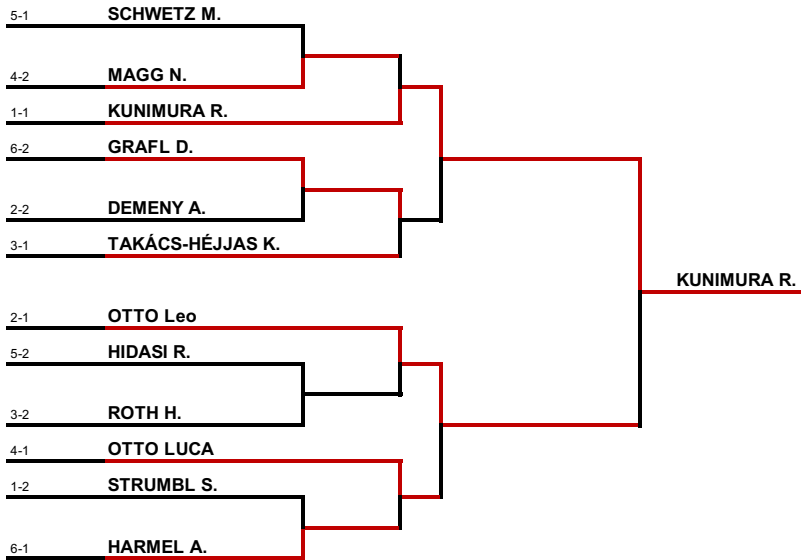 5-1 SCHWETZ M.
4-2 MAGG N.
1-1 KUNIMURA R.
6-2 GRAFL D.
2-2 DEMENY A.
3-1 TAKÁCS-HÉJJAS K.
KUNIMURA R.
2-1 OTTO Leo
5-2 HIDASI R.
3-2 ROTH H.
4-1 OTTO LUCA
1-2 STRUMBL S.
6-1 HARMEL A.